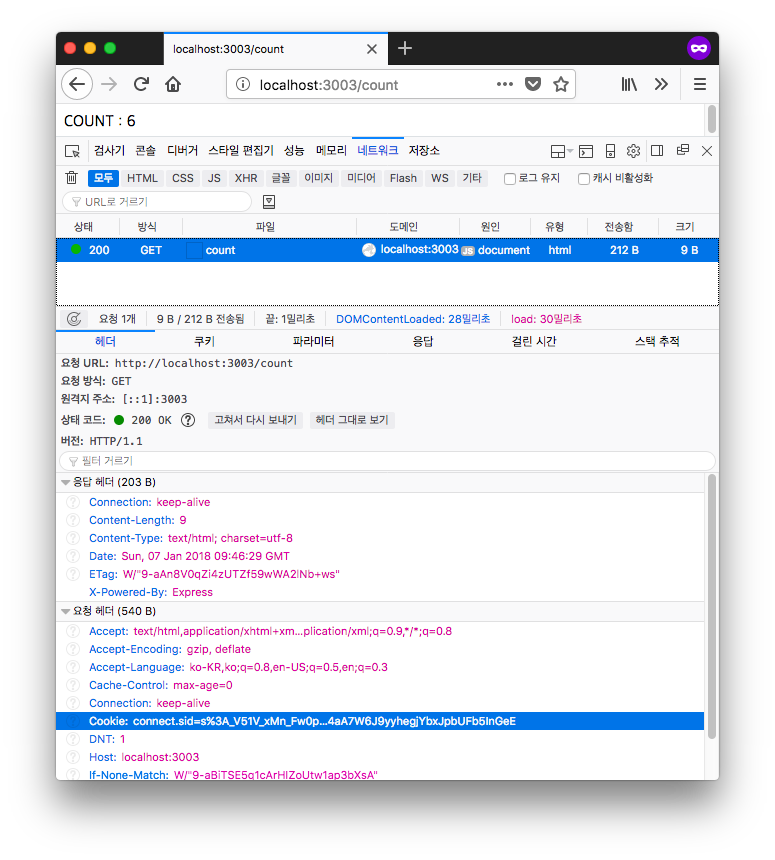 localhost:3003/count
localhost:3003/count
COUNT : 6
검사기 콘솔 디버거 스타일 편집기 성능 메모리 네트워크 저장소
모두 HTML CSS JS XHR 글꼴 이미지 미디어 Flash WS 기타 로그 유지 캐시 비활성화
URL로 거르기
상태 방식 파일 도메인 원인 유형 전송함 크기
200 GET count localhost:3003 JS document html 212 B 9 B
요청 1개 9 B / 212 B 전송됨 끝: 1밀리초 DOMContentLoaded: 28밀리초 load: 30밀리초
헤더 쿠키 파라미터 응답 걸린 시간 스택 추적
요청 URL: http://localhost:3003/count
요청 방식: GET
원격지 주소: [::1]:3003
상태 코드: 200 OK ? 고쳐서 다시 보내기 헤더 그대로 보기
버전: HTTP/1.1
필터 거르기
응답 헤더 (203 B)
? Connection: keep-alive
? Content-Length: 9
? Content-Type: text/html; charset=utf-8
? Date: Sun, 07 Jan 2018 09:46:29 GMT
? ETag: W/"9-aAn8V0qZi4zUTZf59wWA2lNb+ws"
X-Powered-By: Express
요청 헤더 (540 B)
? Accept: text/html,application/xhtml+xm…plication/xml;q=0.9,*/*;q=0.8
? Accept-Encoding: gzip, deflate
? Accept-Language: ko-KR,ko;q=0.8,en-US;q=0.5,en;q=0.3
? Cache-Control: max-age=0
? Connection: keep-alive
? Cookie: connect.sid=s%3A_V51V_xMn_Fw0p…4aA7W6J9yyhegjYbxJpbUFb5InGeE
? DNT: 1
? Host: localhost:3003
? If-None-Match: W/"9-aBiTSE5q1cArHIZoUtw1ap3bXsA"